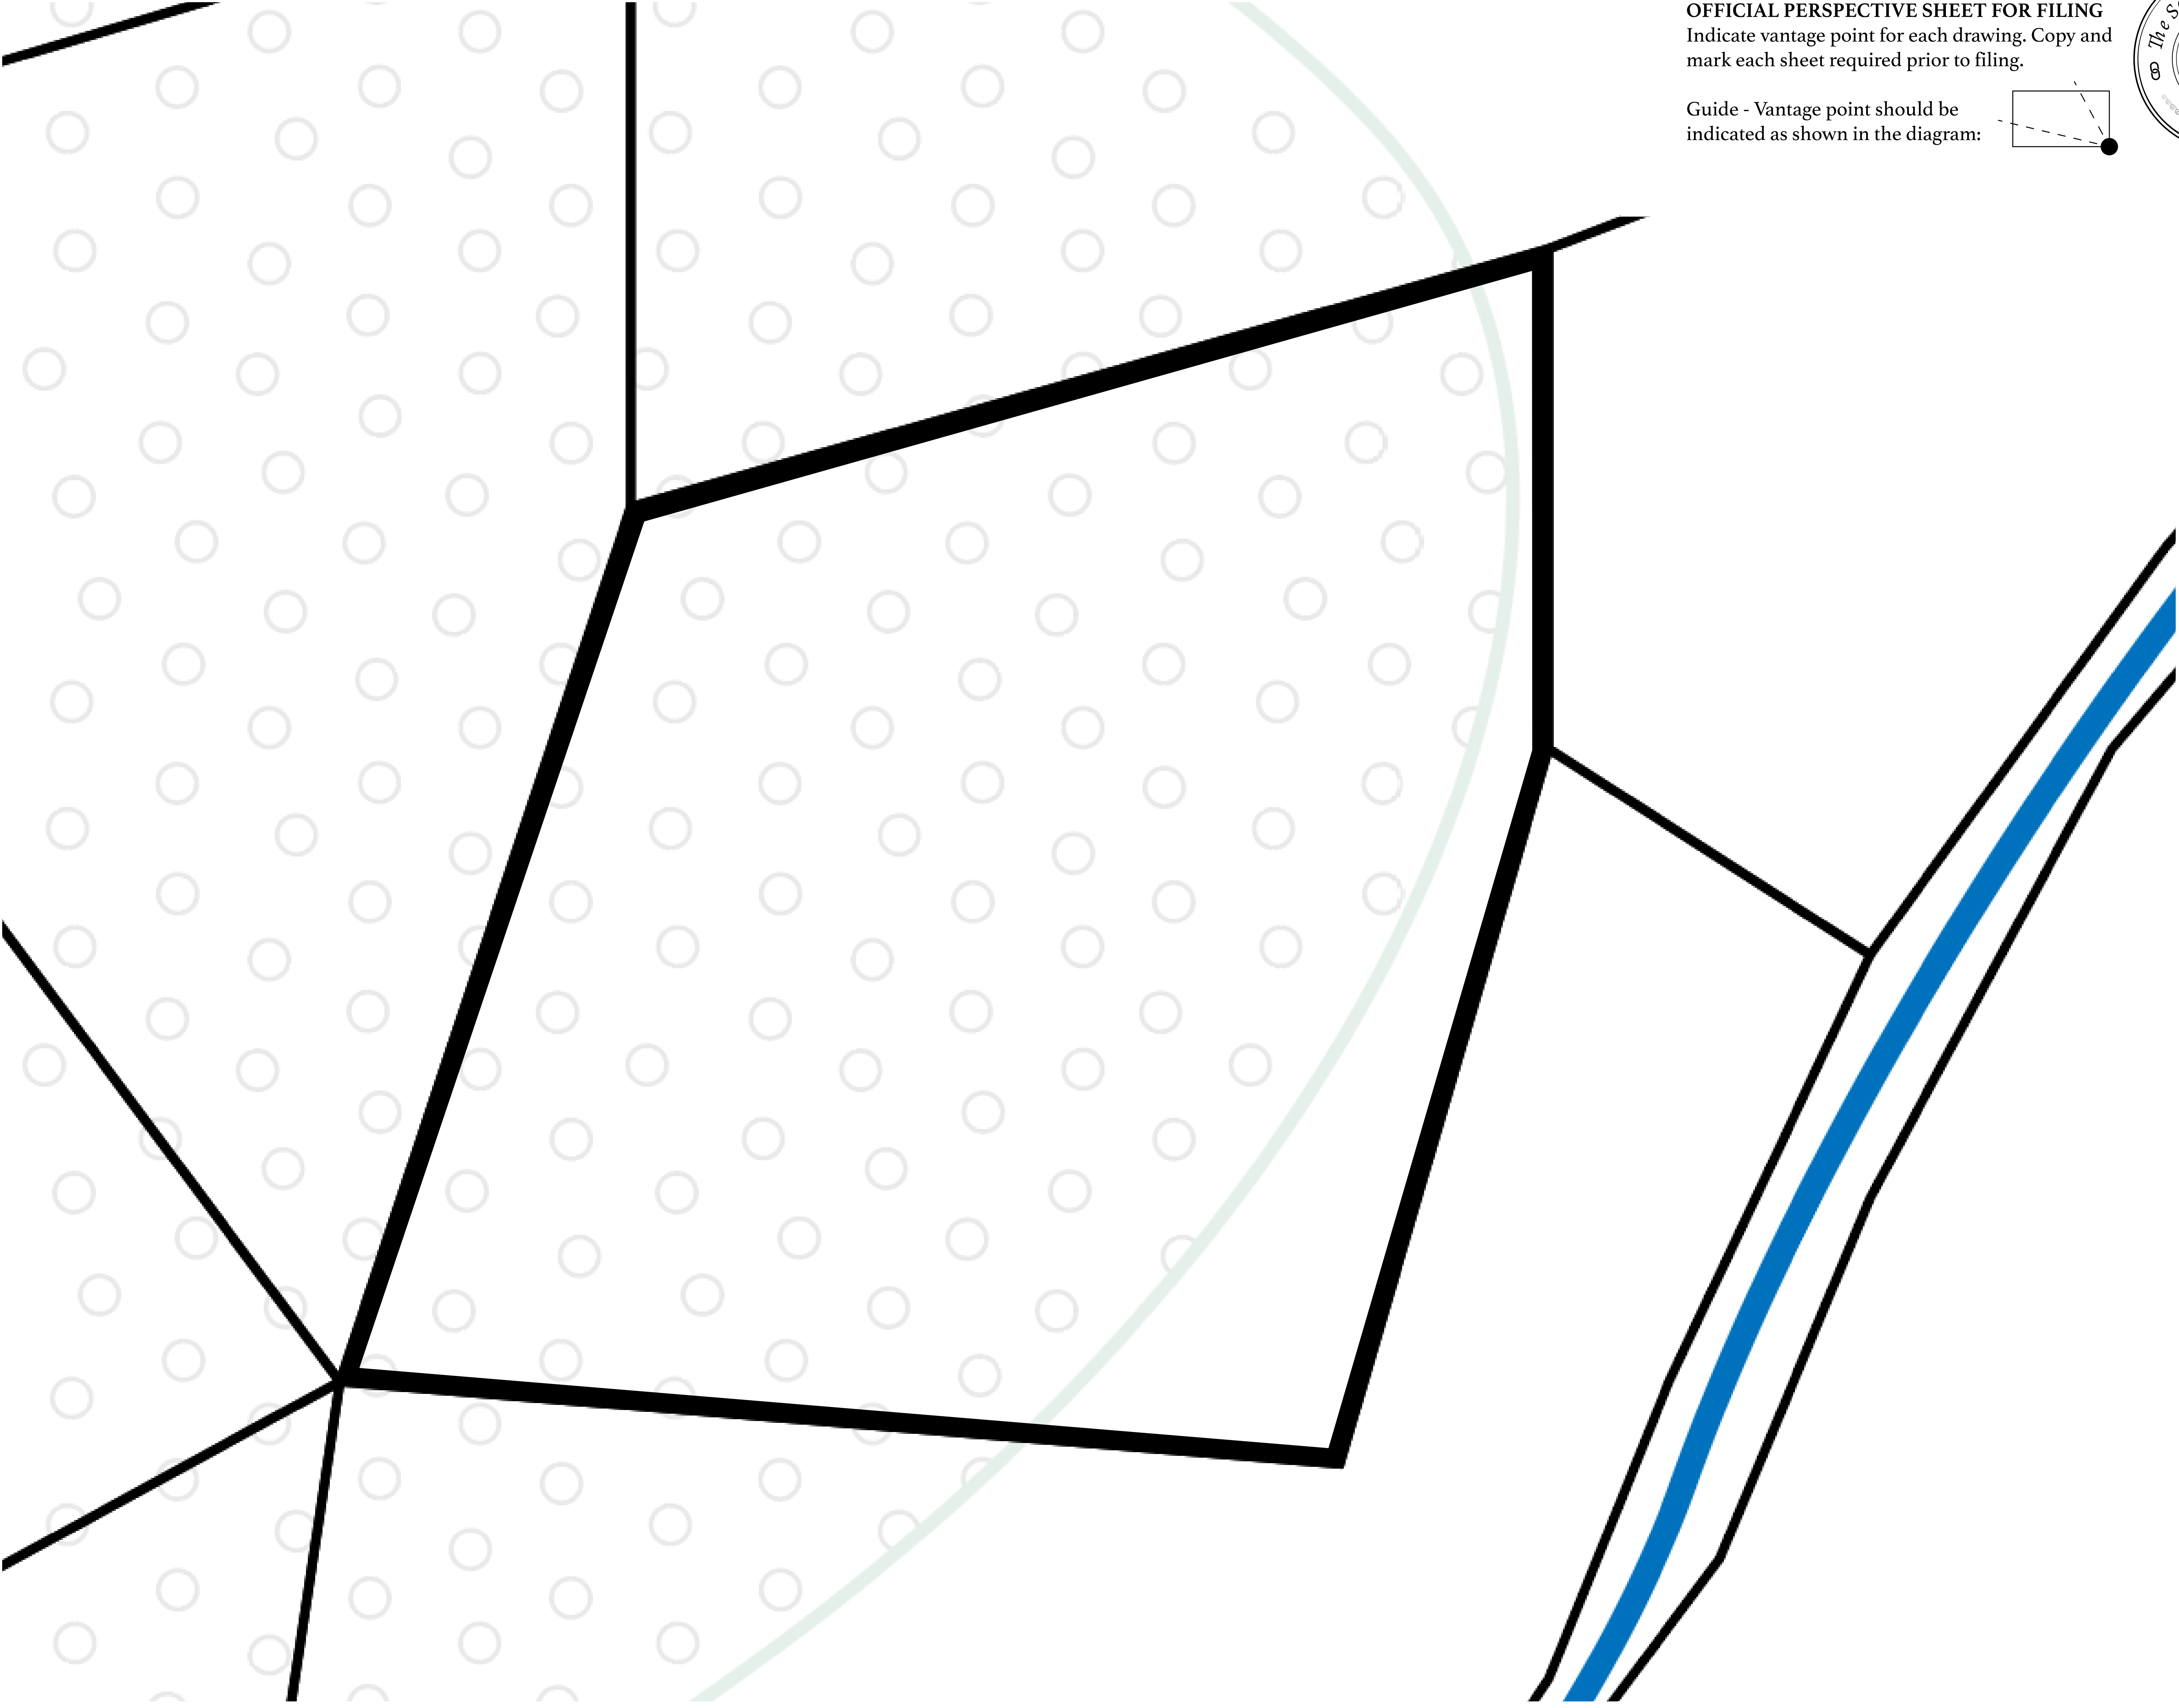 OFFICIAL PERSPECTIVE SHEET FOR FILING
Indicate vantage point for each drawing. Copy and
mark each sheet required prior to filing.
Guide - Vantage point should be
indicated as shown in the diagram:
The